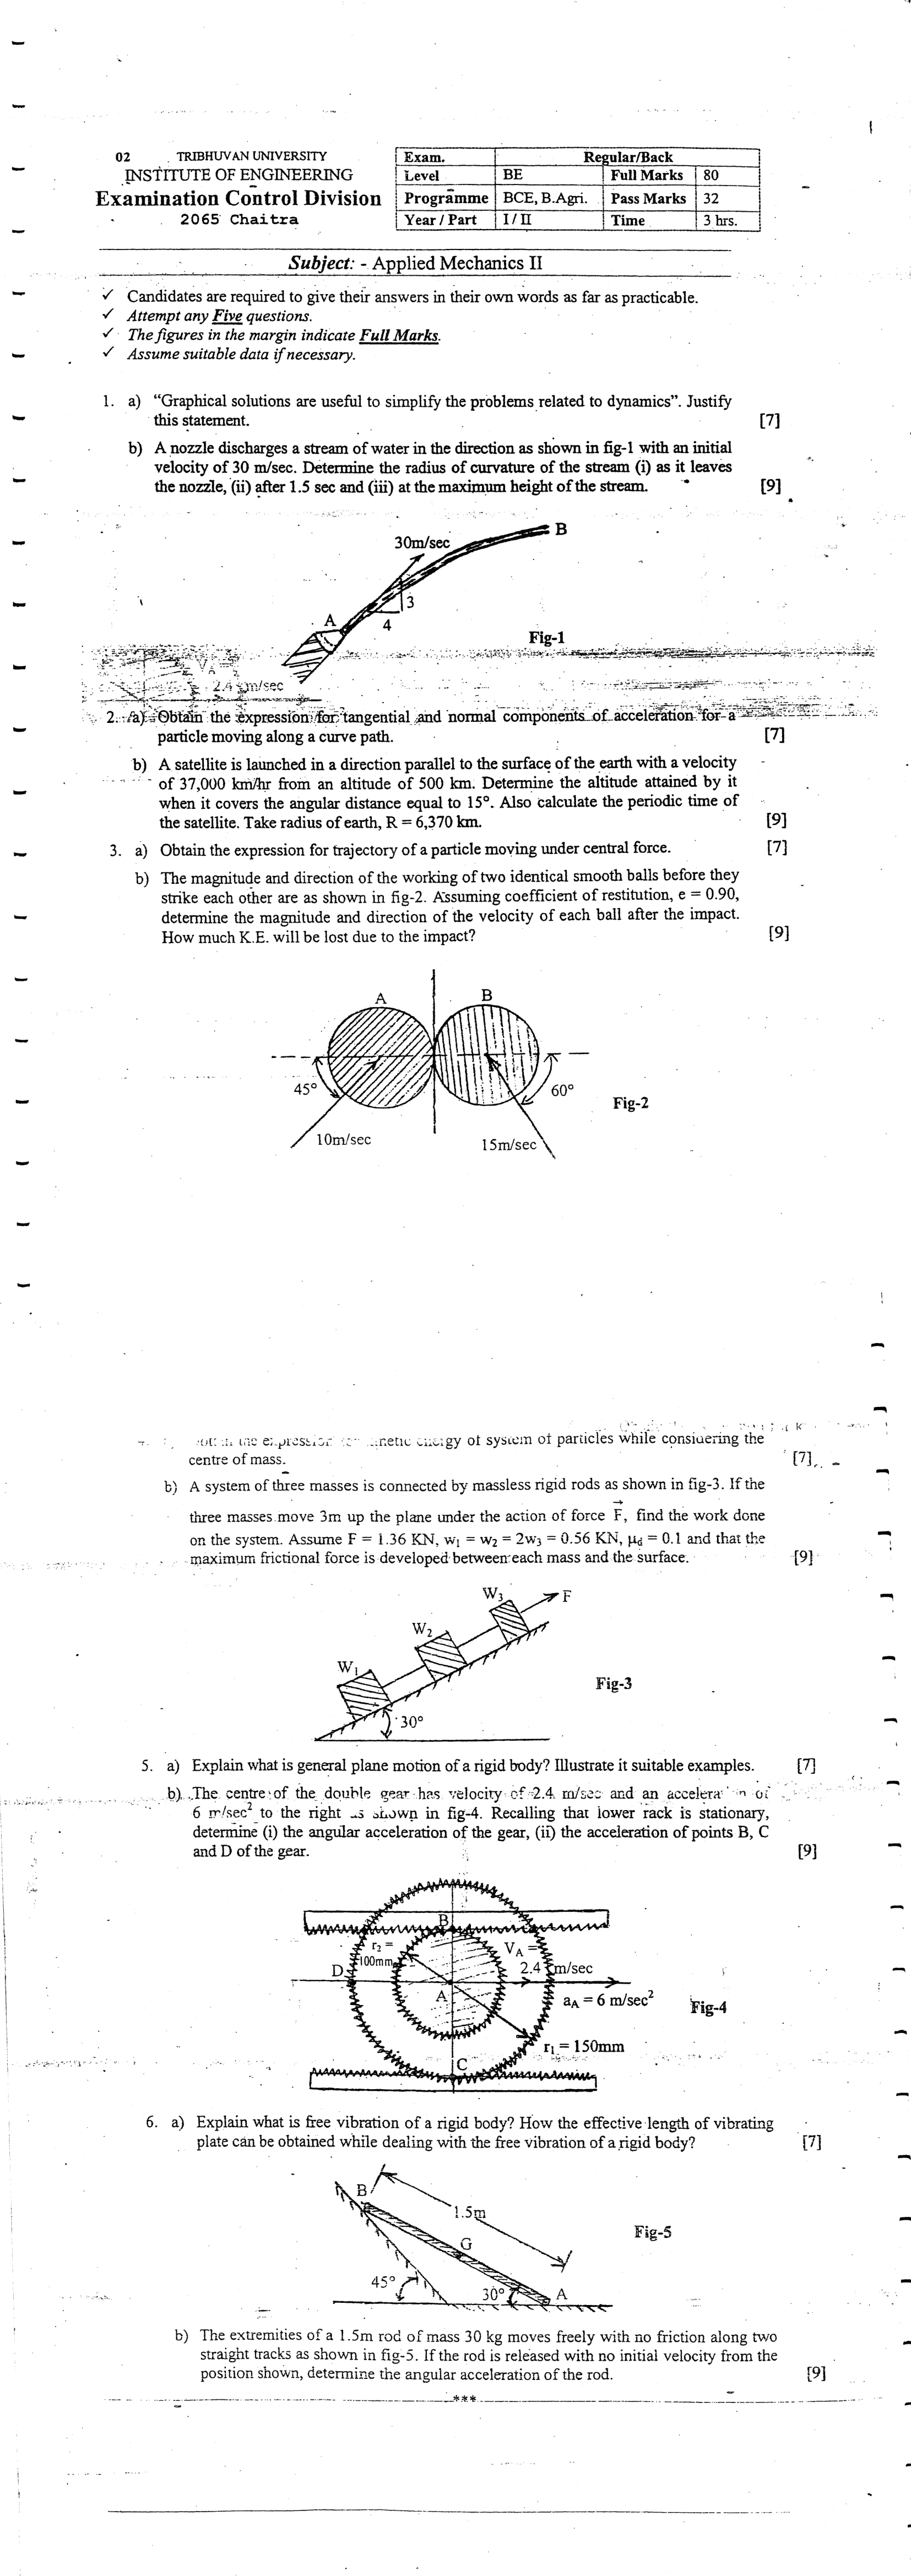 02 TRIBHUVAN UNIVERSITY
INSTITUTE OF ENGINEERING
Examination Control Division
2065 Chaitra
Exam. Regular/Back
Level BE Full Marks 80
Programme BCE, B.Agri. Pass Marks 32
Year / Part I / II Time 3 hrs.
Subject: - Applied Mechanics II
✓ Candidates are required to give their answers in their own words as far as practicable.
✓ Attempt any Five questions.
✓ The figures in the margin indicate Full Marks.
✓ Assume suitable data if necessary.
1. a) “Graphical solutions are useful to simplify the problems related to dynamics”. Justify
this statement. [7]
b) A nozzle discharges a stream of water in the direction as shown in fig-1 with an initial
velocity of 30 m/sec. Determine the radius of curvature of the stream (i) as it leaves
the nozzle, (ii) after 1.5 sec and (iii) at the maximum height of the stream. [9]
B
30m/sec
3
A
4
Fig-1
2.4 m/sec
2. a) Obtain the expression for tangential and normal components of acceleration for a
particle moving along a curve path. [7]
b) A satellite is launched in a direction parallel to the surface of the earth with a velocity
of 37,000 km/hr from an altitude of 500 km. Determine the altitude attained by it
when it covers the angular distance equal to 15°. Also calculate the periodic time of
the satellite. Take radius of earth, R = 6,370 km. [9]
3. a) Obtain the expression for trajectory of a particle moving under central force. [7]
b) The magnitude and direction of the working of two identical smooth balls before they
strike each other are as shown in fig-2. Assuming coefficient of restitution, e = 0.90,
determine the magnitude and direction of the velocity of each ball after the impact.
How much K.E. will be lost due to the impact? [9]
A B
45° 60°
Fig-2
10m/sec 15m/sec
the expression kinetic energy of system of particles while considering the
centre of mass. [7]
b) A system of three masses is connected by massless rigid rods as shown in fig-3. If the
three masses move 3m up the plane under the action of force F⃗, find the work done
on the system. Assume F = 1.36 KN, w₁ = w₂ = 2w₃ = 0.56 KN, μd = 0.1 and that the
maximum frictional force is developed between each mass and the surface. [9]
W₃ F
W₂
W₁
Fig-3
30°
5. a) Explain what is general plane motion of a rigid body? Illustrate it suitable examples. [7]
b) The centre of the double gear has velocity of 2.4 m/sec and an acceleration of
6 m/sec² to the right as shown in fig-4. Recalling that lower rack is stationary,
determine (i) the angular acceleration of the gear, (ii) the acceleration of points B, C
and D of the gear. [9]
B
r₂ =
100mm
V_A =
D 2.4 m/sec
A a_A = 6 m/sec²
Fig-4
r₁ = 150mm
C
6. a) Explain what is free vibration of a rigid body? How the effective length of vibrating
plate can be obtained while dealing with the free vibration of a rigid body? [7]
B
1.5m
Fig-5
G
45° 30° A
b) The extremities of a 1.5m rod of mass 30 kg moves freely with no friction along two
straight tracks as shown in fig-5. If the rod is released with no initial velocity from the
position shown, determine the angular acceleration of the rod. [9]
***